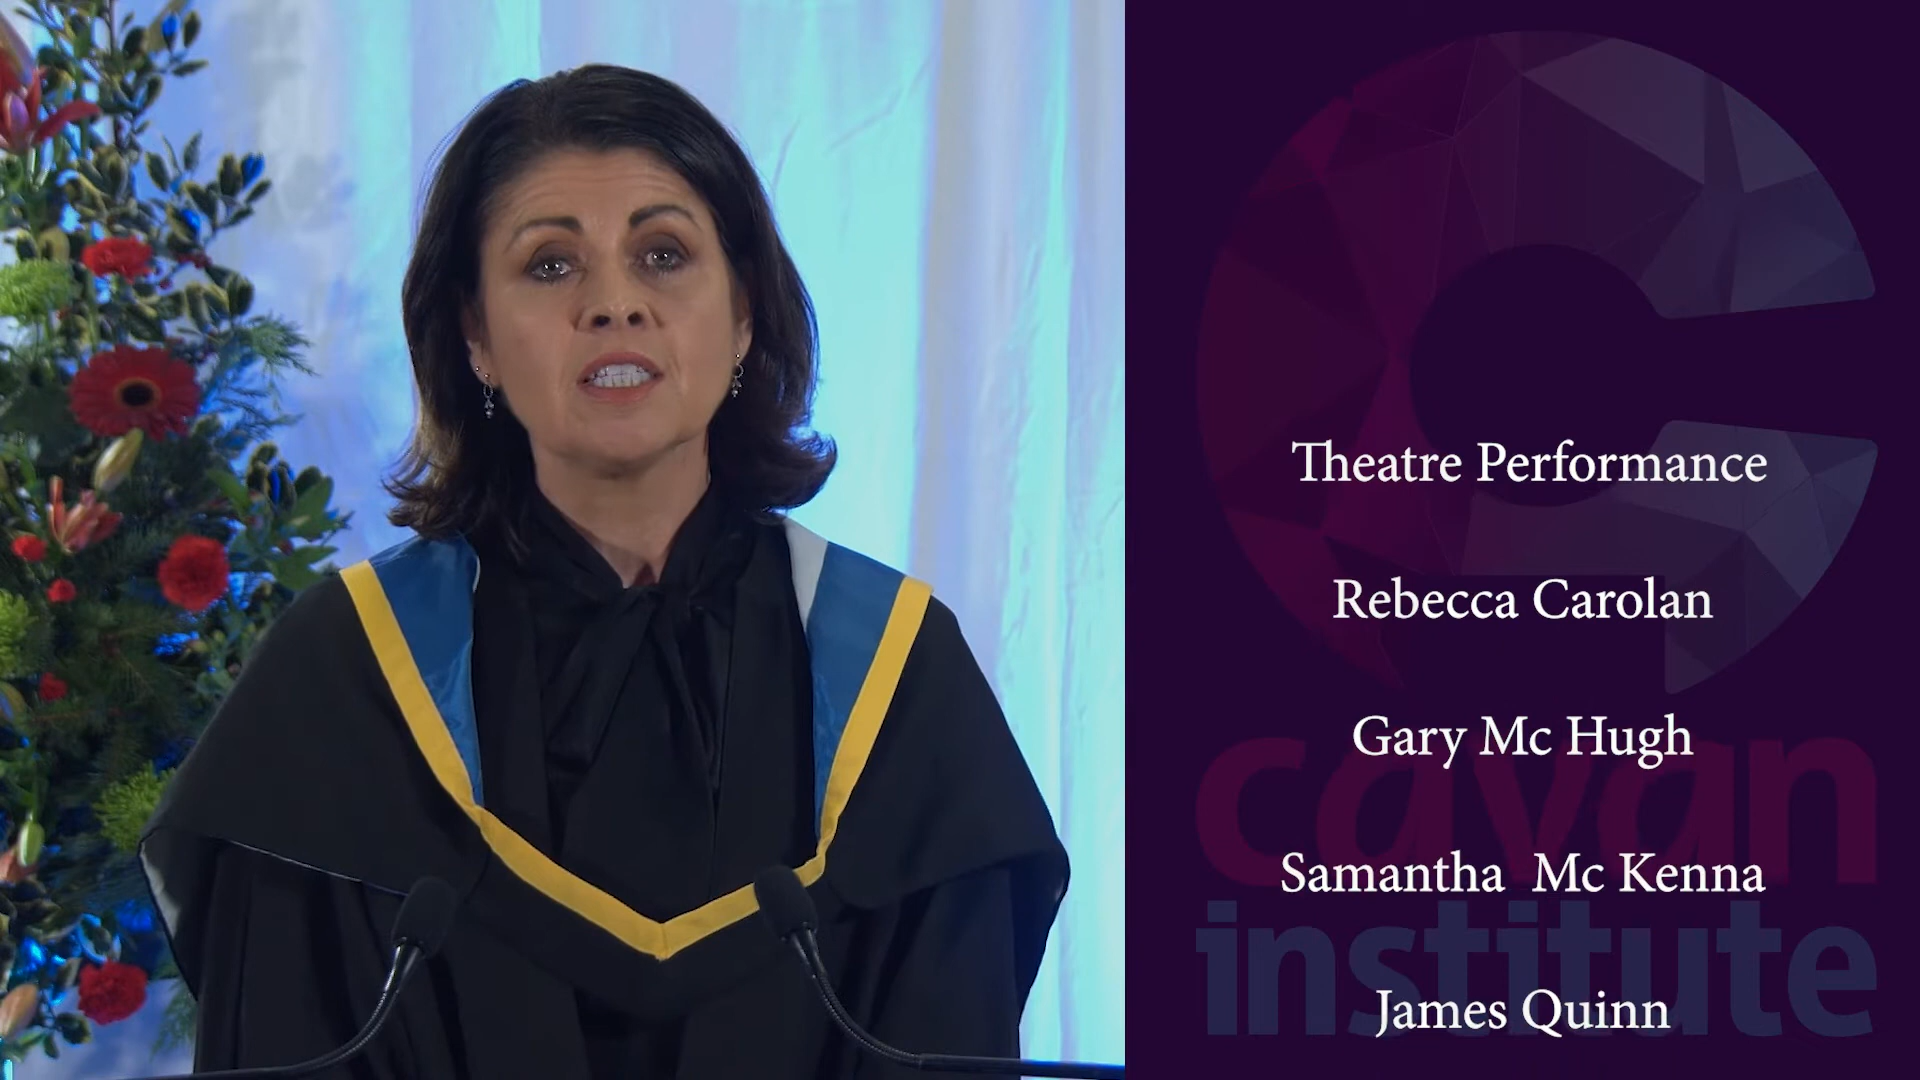 Theatre Performance
Rebecca Carolan
Gary Mc Hugh
Samantha  Mc Kenna
James Quinn
cavan
institute